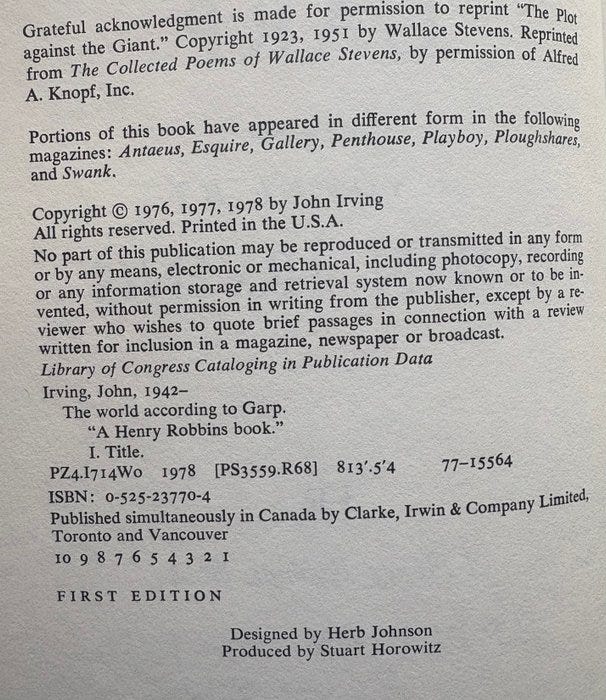 Grateful acknowledgment is made for permission to reprint “The Plot
against the Giant.” Copyright 1923, 1951 by Wallace Stevens. Reprinted
from The Collected Poems of Wallace Stevens, by permission of Alfred
A. Knopf, Inc.
Portions of this book have appeared in different form in the following
magazines: Antaeus, Esquire, Gallery, Penthouse, Playboy, Ploughshares,
and Swank.
Copyright © 1976, 1977, 1978 by John Irving
All rights reserved. Printed in the U.S.A.
No part of this publication may be reproduced or transmitted in any form
or by any means, electronic or mechanical, including photocopy, recording
or any information storage and retrieval system now known or to be in-
vented, without permission in writing from the publisher, except by a re-
viewer who wishes to quote brief passages in connection with a review
written for inclusion in a magazine, newspaper or broadcast.
Library of Congress Cataloging in Publication Data
Irving, John, 1942–
The world according to Garp.
“A Henry Robbins book.”
I. Title.
PZ4.I714Wo 1978 [PS3559.R68] 813'.5'4 77–15564
ISBN: 0-525-23770-4
Published simultaneously in Canada by Clarke, Irwin & Company Limited,
Toronto and Vancouver
10 9 8 7 6 5 4 3 2 1
FIRST EDITION
Designed by Herb Johnson
Produced by Stuart Horowitz